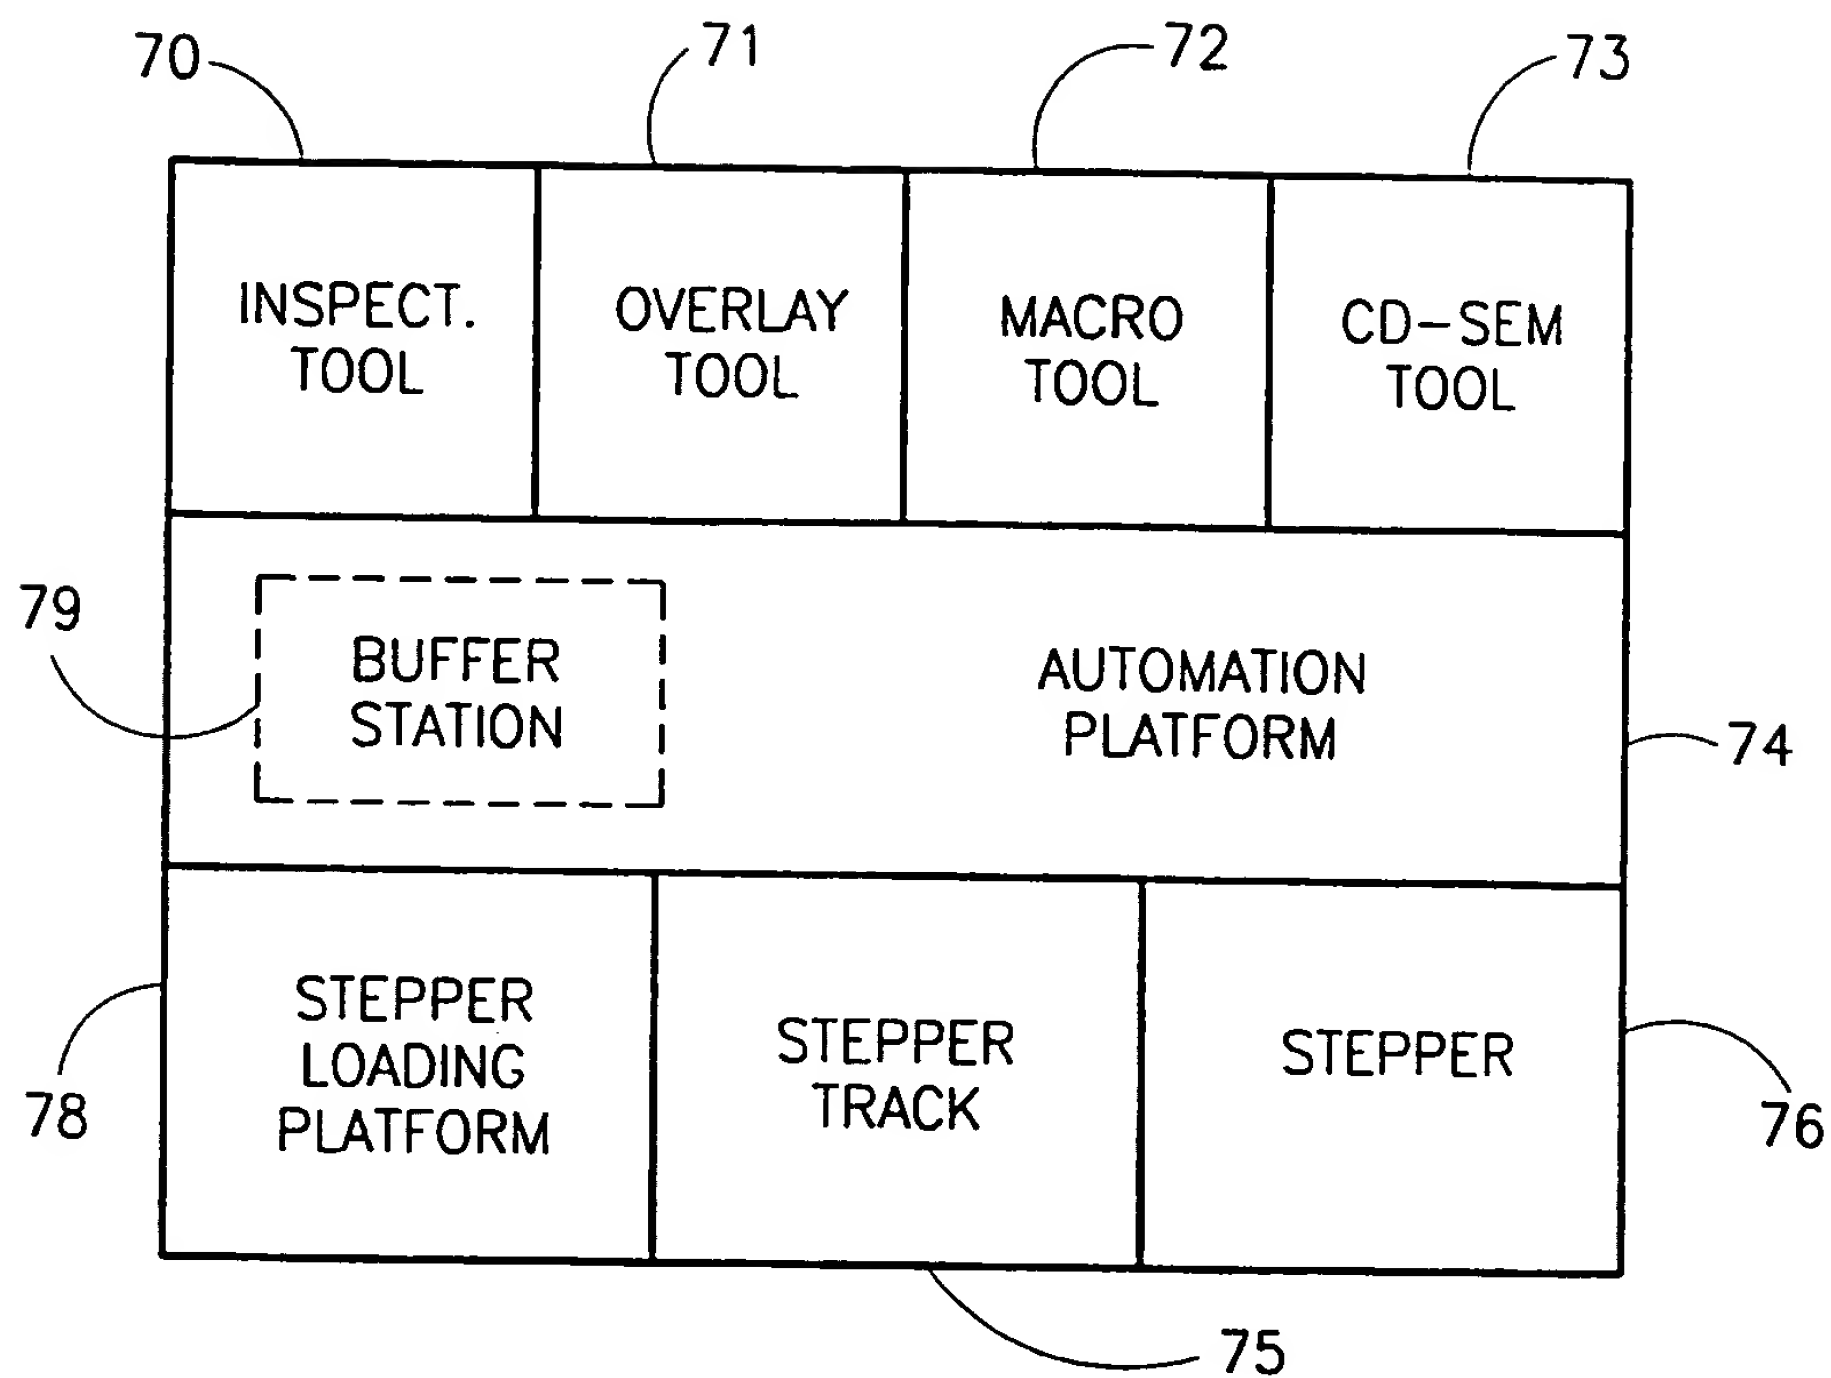 70
71
72
73
INSPECT.
TOOL
OVERLAY
TOOL
MACRO
TOOL
CD-SEM
TOOL
79
BUFFER
STATION
AUTOMATION
PLATFORM
74
STEPPER
LOADING
PLATFORM
STEPPER
TRACK
STEPPER
78
76
75